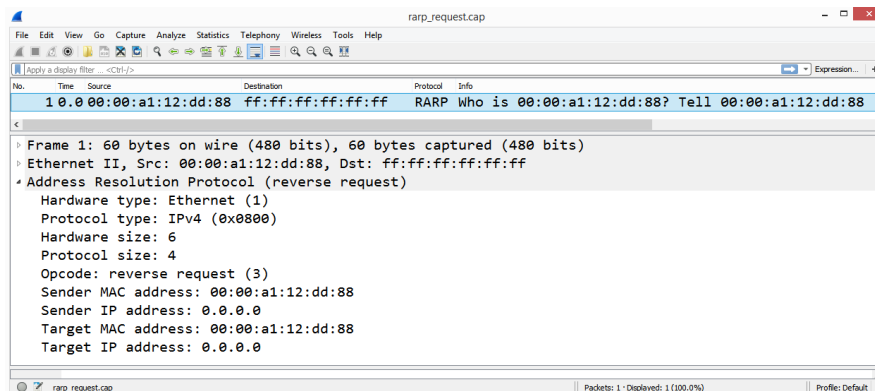 rarp_request.cap
File Edit View Go Capture Analyze Statistics Telephony Wireless Tools Help
Apply a display filter ... <Ctrl-/>
Expression... +
No. Time Source Destination Protocol Info
1 0.0 00:00:a1:12:dd:88 ff:ff:ff:ff:ff:ff RARP Who is 00:00:a1:12:dd:88? Tell 00:00:a1:12:dd:88
Frame 1: 60 bytes on wire (480 bits), 60 bytes captured (480 bits)
Ethernet II, Src: 00:00:a1:12:dd:88, Dst: ff:ff:ff:ff:ff:ff
Address Resolution Protocol (reverse request)
Hardware type: Ethernet (1)
Protocol type: IPv4 (0x0800)
Hardware size: 6
Protocol size: 4
Opcode: reverse request (3)
Sender MAC address: 00:00:a1:12:dd:88
Sender IP address: 0.0.0.0
Target MAC address: 00:00:a1:12:dd:88
Target IP address: 0.0.0.0
rarp_request.cap Packets: 1 · Displayed: 1 (100.0%) Profile: Default